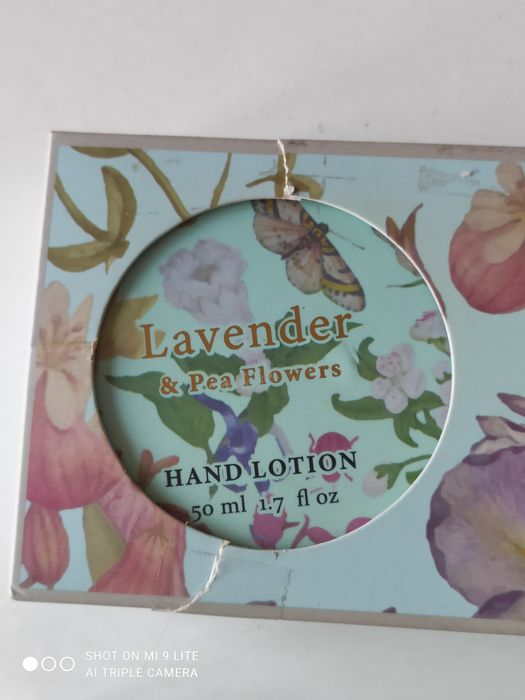 Lavender
& Pea Flowers
HAND LOTION
50 ml 1.7 fl oz
SHOT ON MI 9 LITE
AI TRIPLE CAMERA